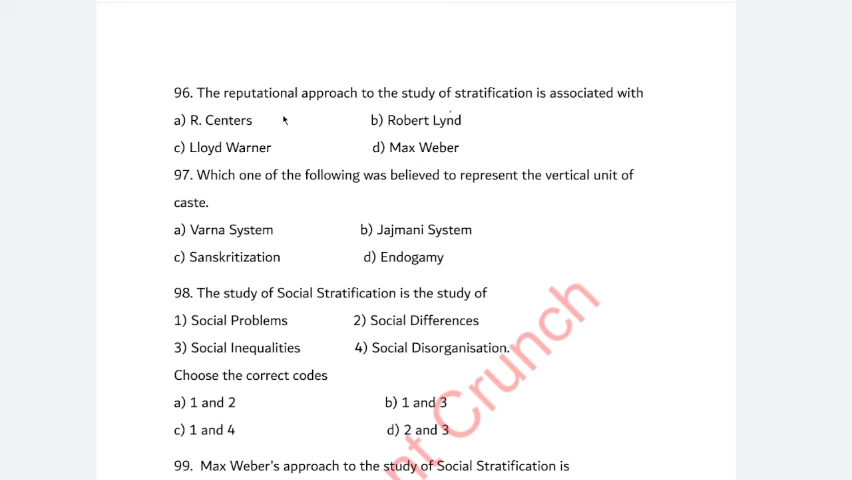 96. The reputational approach to the study of stratification is associated with
a) R. Centers b) Robert Lynd
c) Lloyd Warner d) Max Weber
97. Which one of the following was believed to represent the vertical unit of
caste.
a) Varna System b) Jajmani System
c) Sanskritization d) Endogamy
98. The study of Social Stratification is the study of
1) Social Problems 2) Social Differences
3) Social Inequalities 4) Social Disorganisation.
Choose the correct codes
a) 1 and 2 b) 1 and 3
c) 1 and 4 d) 2 and 3
99. Max Weber's approach to the study of Social Stratification is
Crunch